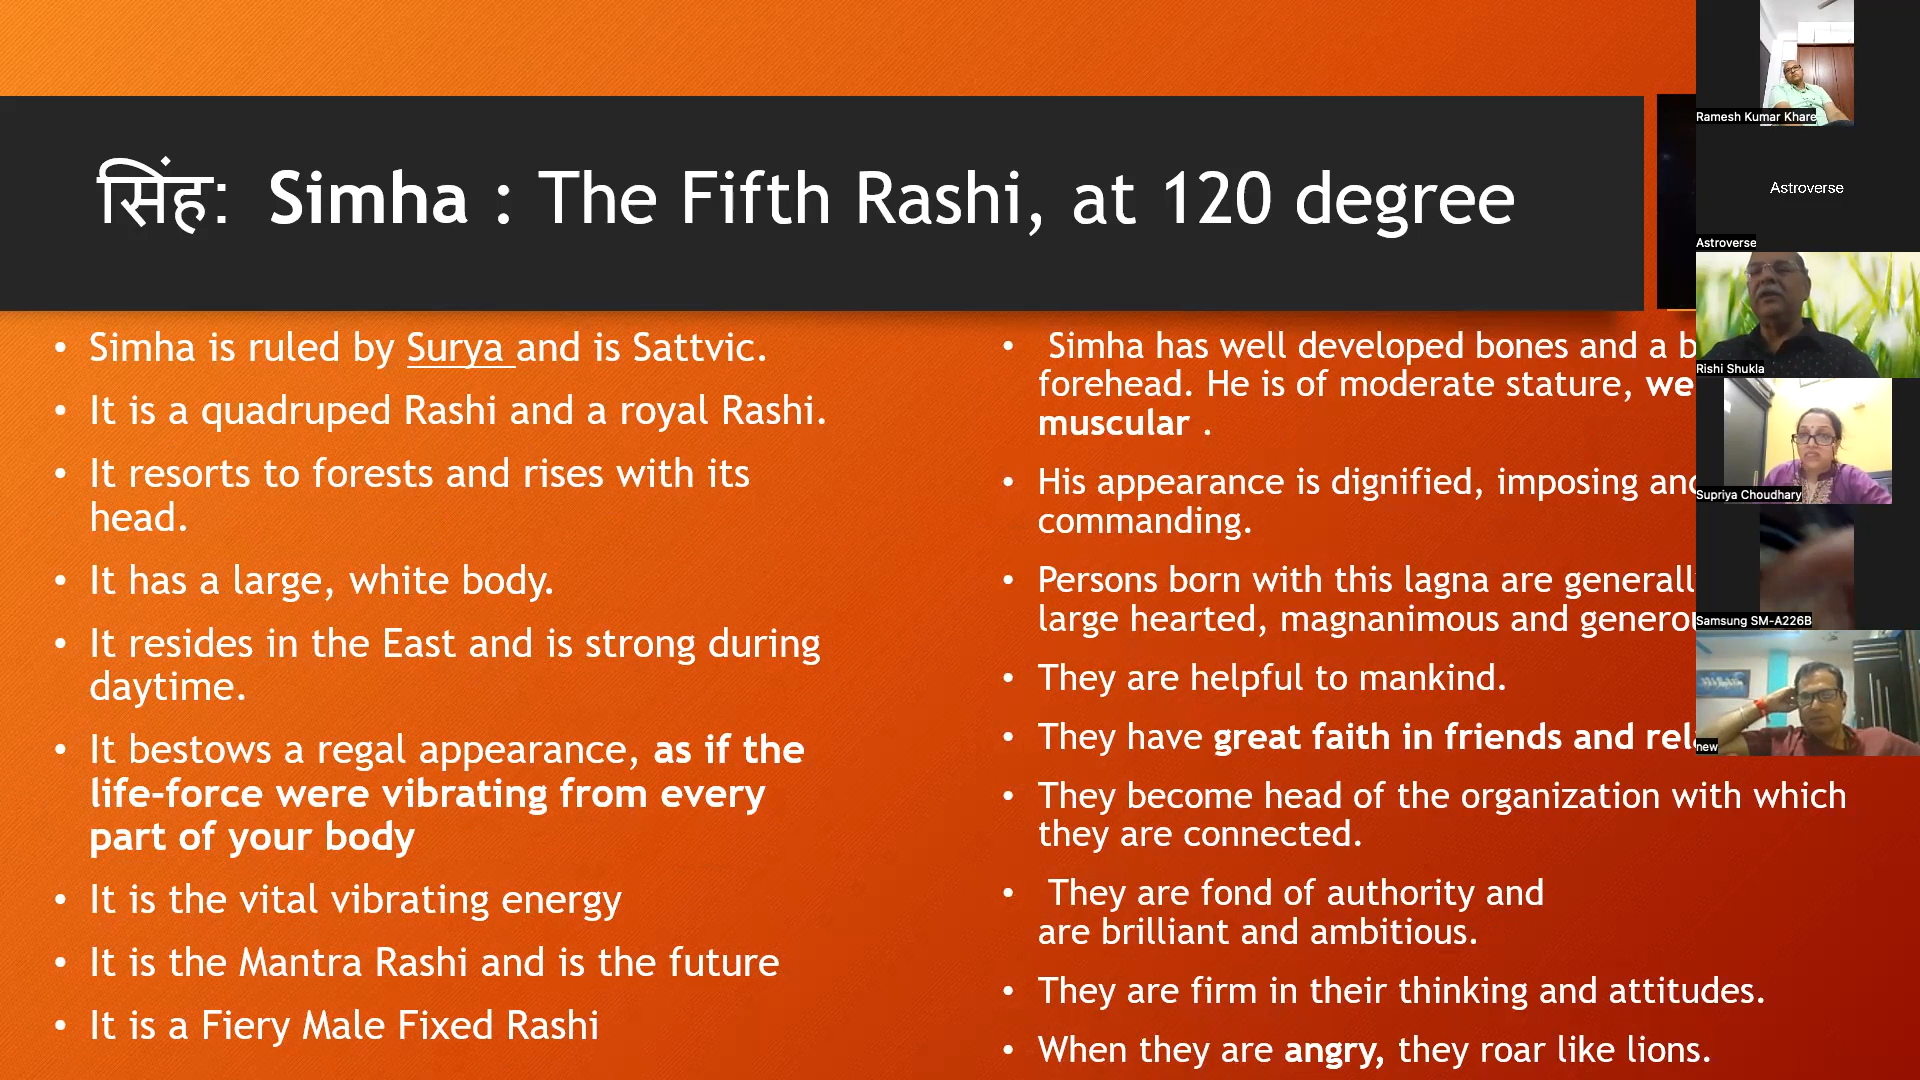 सिंह: Simha : The Fifth Rashi, at 120 degree
• Simha is ruled by Surya and is Sattvic.
• It is a quadruped Rashi and a royal Rashi.
• It resorts to forests and rises with its
head.
• It has a large, white body.
• It resides in the East and is strong during
daytime.
• It bestows a regal appearance, as if the
life-force were vibrating from every
part of your body
• It is the vital vibrating energy
• It is the Mantra Rashi and is the future
• It is a Fiery Male Fixed Rashi
• Simha has well developed bones and a
forehead. He is of moderate stature,
muscular .
• His appearance is dignified, imposing and
commanding.
• Persons born with this lagna are
large hearted, magnanimous and
• They are helpful to mankind.
• They have great faith in friends and
• They become head of the organization with which
they are connected.
• They are fond of authority and
are brilliant and ambitious.
• They are firm in their thinking and attitudes.
• When they are angry, they roar like lions.
Ramesh Kumar Khare
Astroverse
Astroverse
Rishi Shukla
Supriya Choudhary
Samsung SM-A226B
new